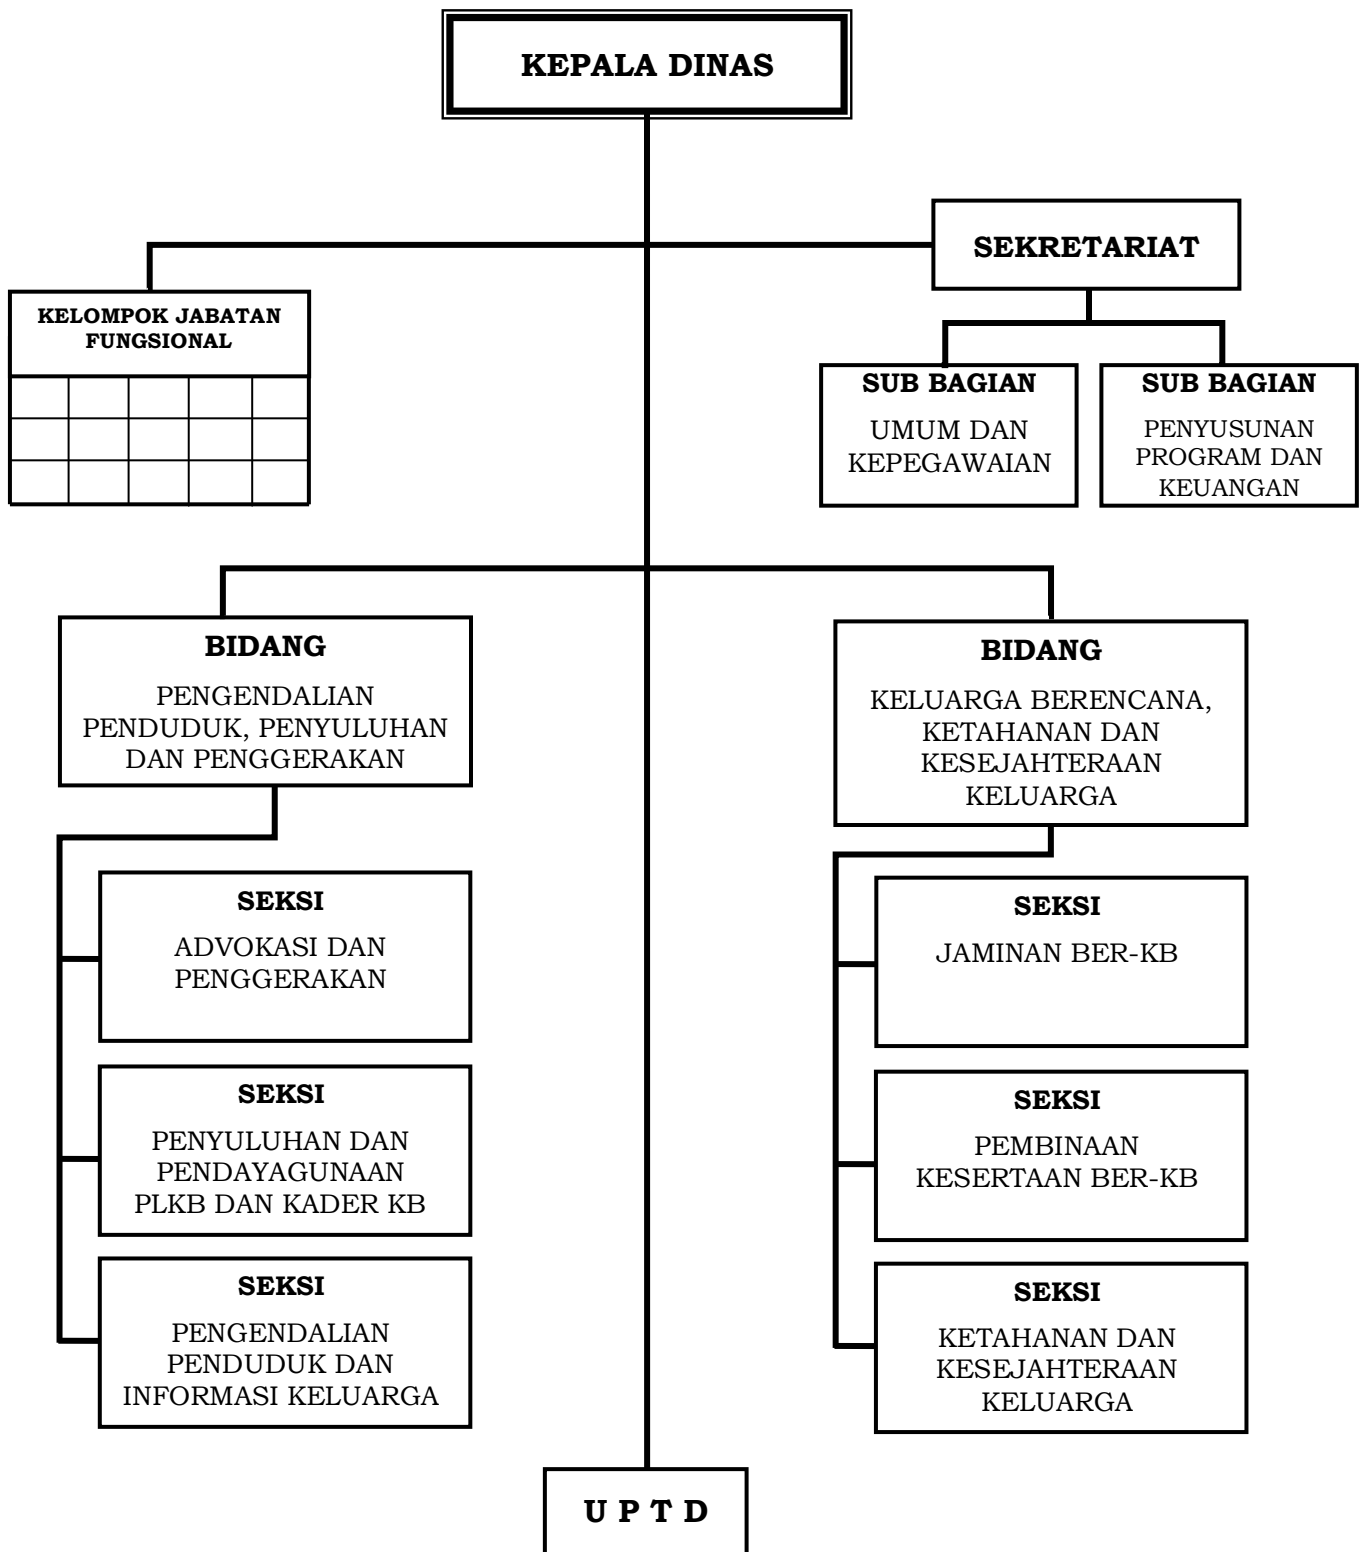 KEPALA DINAS
SEKRETARIAT
KELOMPOK JABATAN
FUNGSIONAL
SUB BAGIAN
UMUM DAN
KEPEGAWAIAN
SUB BAGIAN
PENYUSUNAN
PROGRAM DAN
KEUANGAN
BIDANG
PENGENDALIAN
PENDUDUK, PENYULUHAN
DAN PENGGERAKAN
BIDANG
KELUARGA BERENCANA,
KETAHANAN DAN
KESEJAHTERAAN
KELUARGA
SEKSI
ADVOKASI DAN
PENGGERAKAN
SEKSI
PENYULUHAN DAN
PENDAYAGUNAAN
PLKB DAN KADER KB
SEKSI
PENGENDALIAN
PENDUDUK DAN
INFORMASI KELUARGA
SEKSI
JAMINAN BER-KB
SEKSI
PEMBINAAN
KESERTAAN BER-KB
SEKSI
KETAHANAN DAN
KESEJAHTERAAN
KELUARGA
U P T D